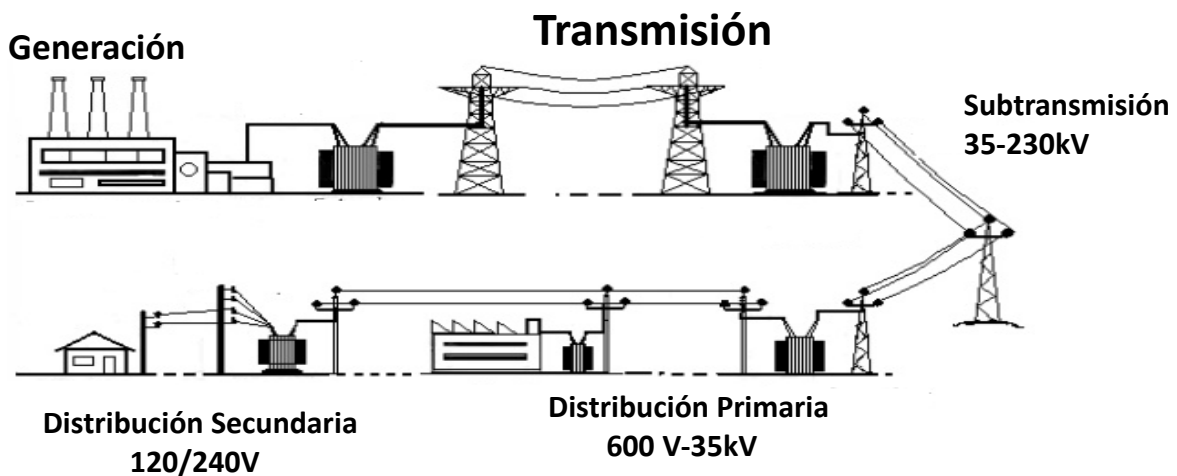 Generación
Transmisión
Subtransmisión
35-230kV
Distribución Secundaria
120/240V
Distribución Primaria
600 V-35kV